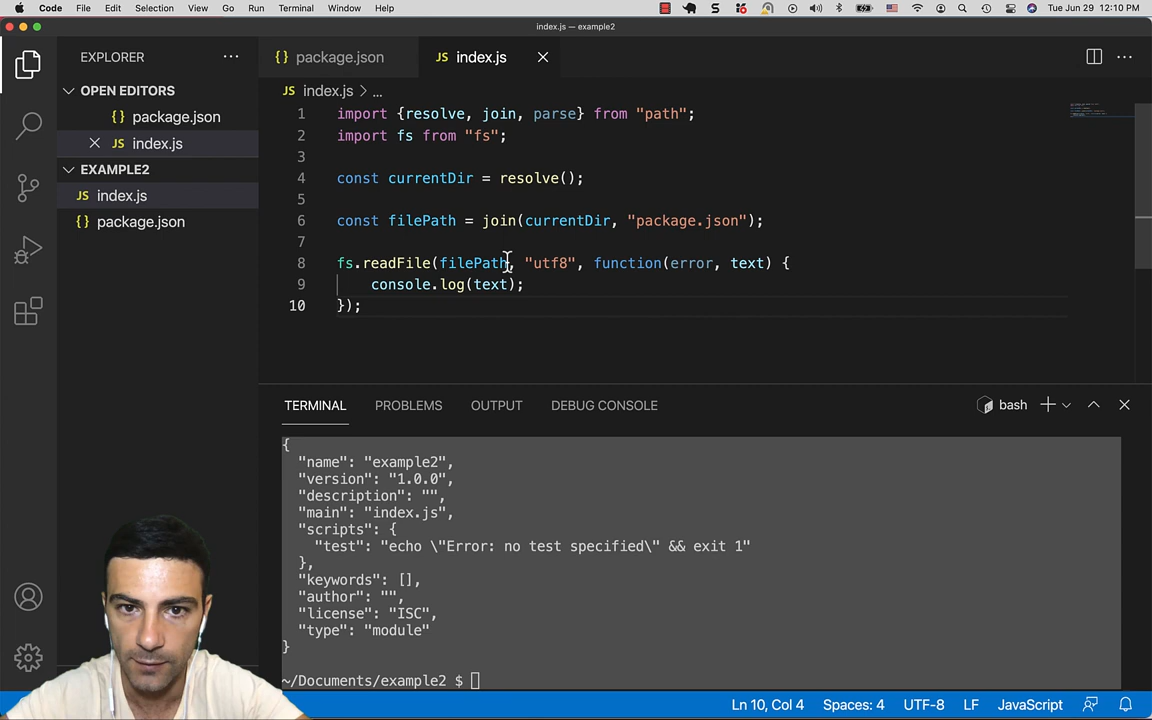 Code File Edit Selection View Go Run Terminal Window Help Tue Jun 29 12:10 PM
index.js — example2
EXPLORER
{} package.json
JS index.js
OPEN EDITORS
{} package.json
JS index.js
EXAMPLE2
JS index.js
{} package.json
JS index.js > ...
1 import {resolve, join, parse} from "path";
2 import fs from "fs";
3
4 const currentDir = resolve();
5
6 const filePath = join(currentDir, "package.json");
7
8 fs.readFile(filePath, "utf8", function(error, text) {
9 console.log(text);
10 });
TERMINAL PROBLEMS OUTPUT DEBUG CONSOLE bash
{
"name": "example2",
"version": "1.0.0",
"description": "",
"main": "index.js",
"scripts": {
"test": "echo \"Error: no test specified\" && exit 1"
},
"keywords": [],
"author": "",
"license": "ISC",
"type": "module"
}
~/Documents/example2 $
Ln 10, Col 4 Spaces: 4 UTF-8 LF JavaScript